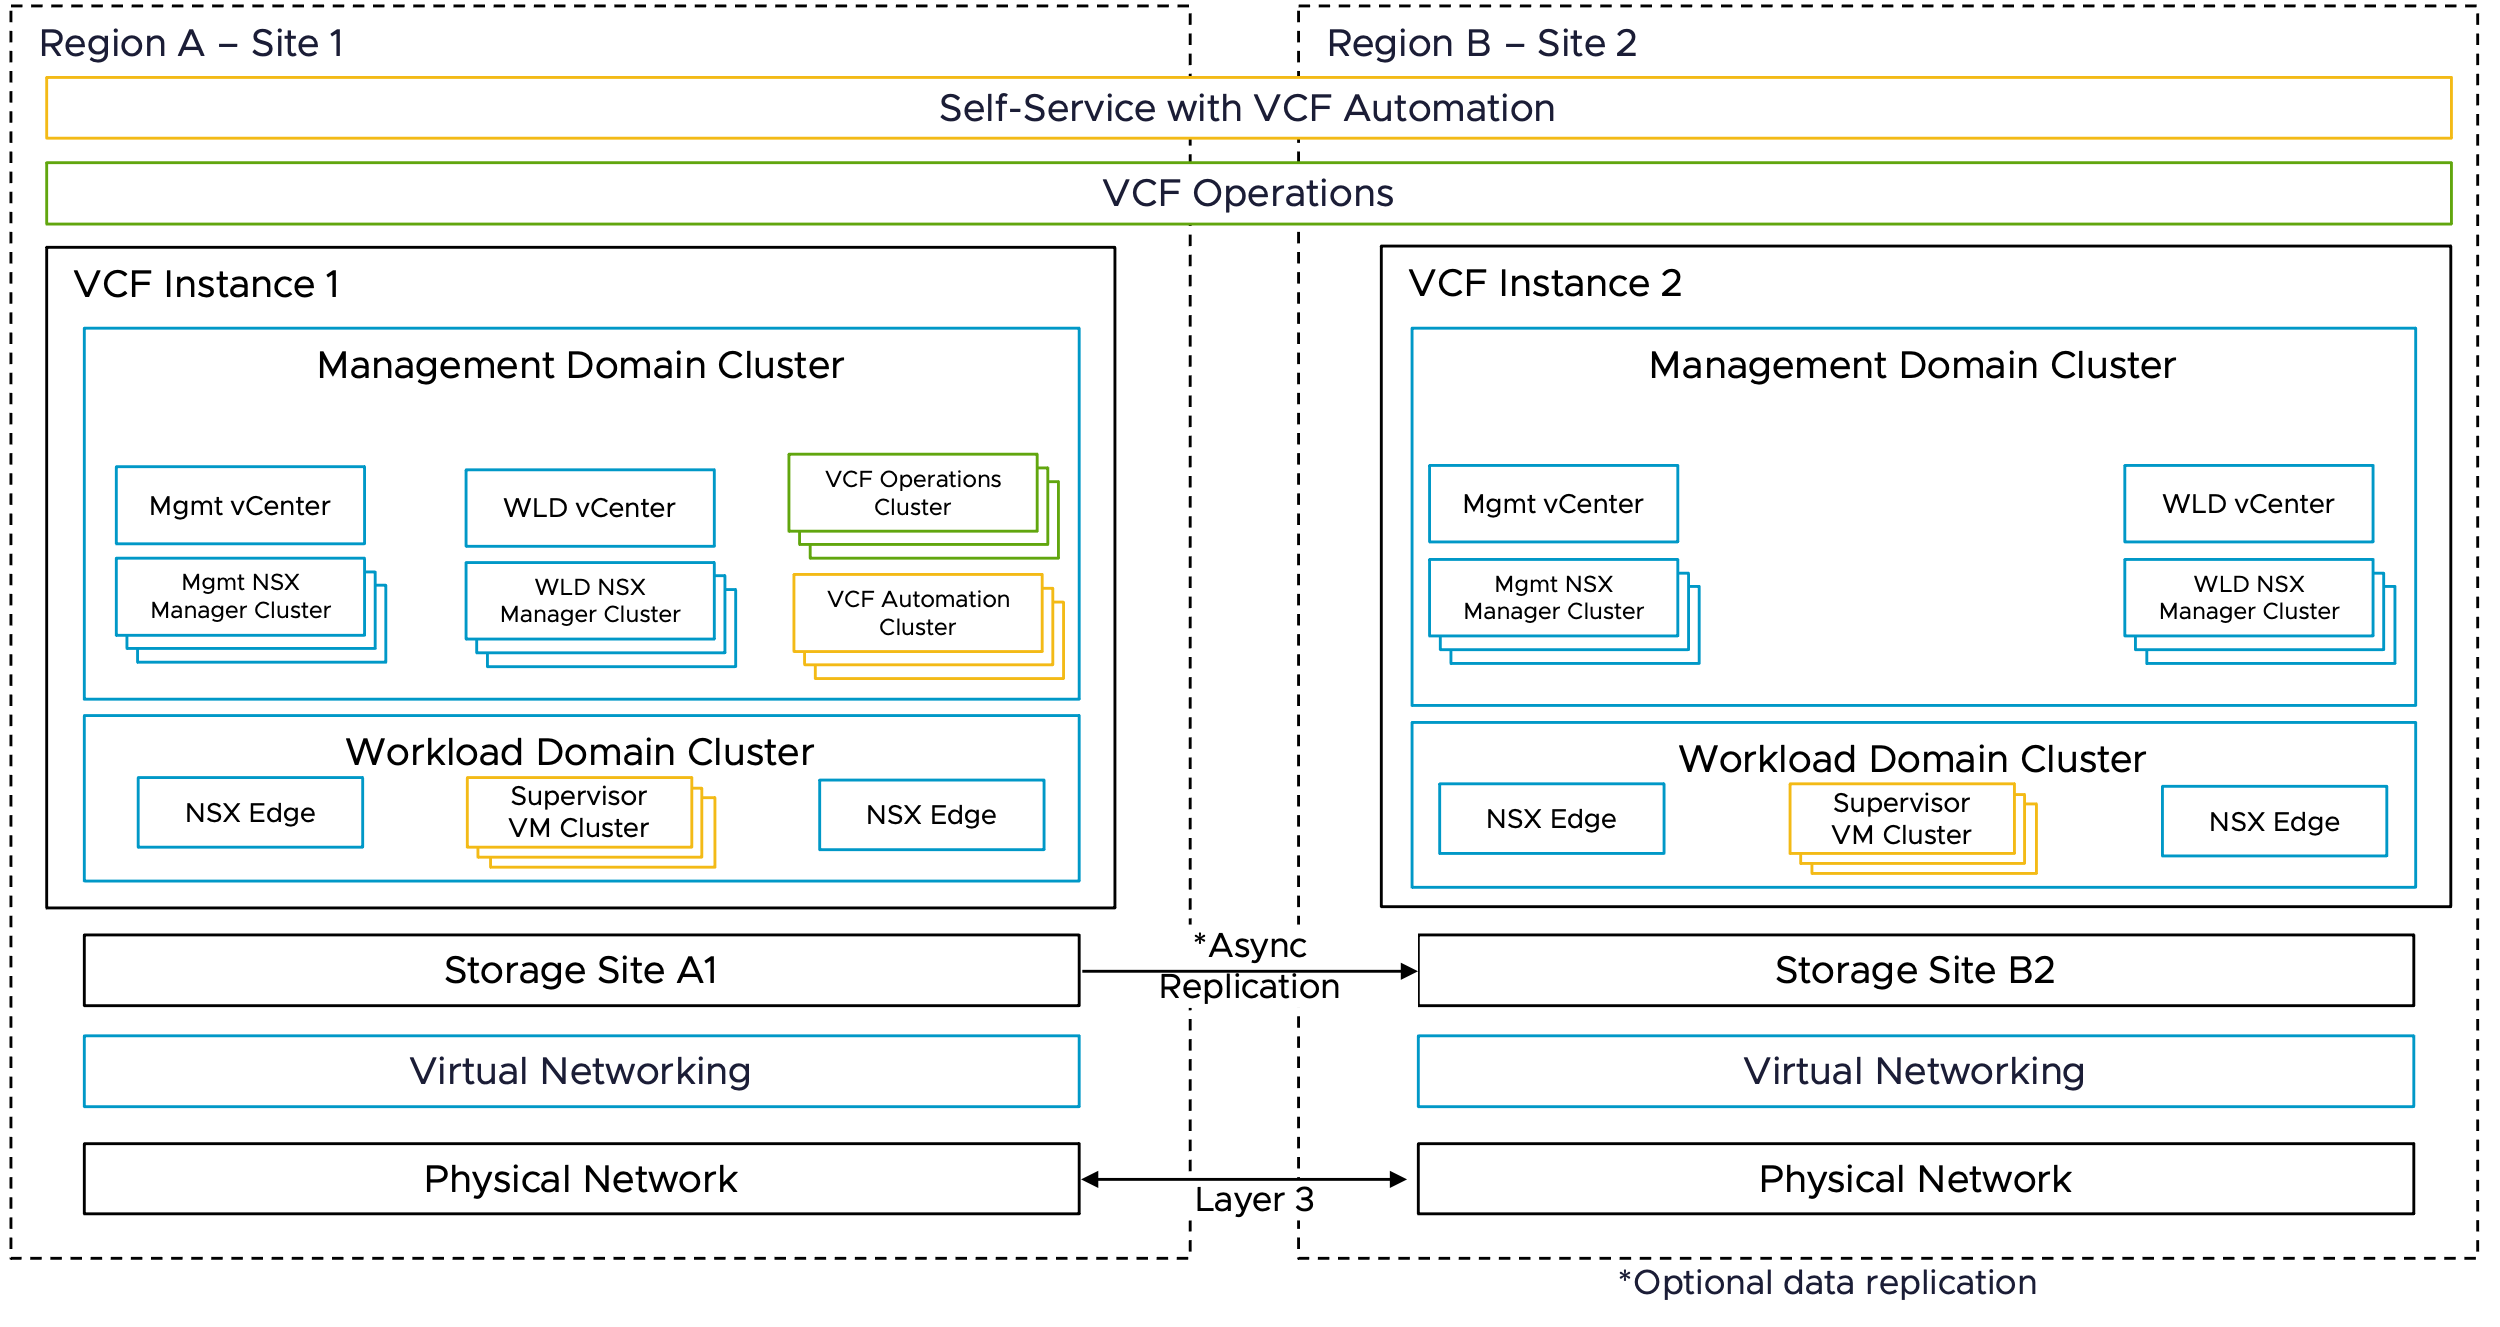 Region A – Site 1
Region B – Site 2
Self-Service with VCF Automation
VCF Operations
VCF Instance 1
Management Domain Cluster
Mgmt vCenter
WLD vCenter
VCF Operations
Cluster
Mgmt NSX
Manager Cluster
WLD NSX
Manager Cluster
VCF Automation
Cluster
Workload Domain Cluster
NSX Edge
Supervisor
VM Cluster
NSX Edge
VCF Instance 2
Management Domain Cluster
Mgmt vCenter
WLD vCenter
Mgmt NSX
Manager Cluster
WLD NSX
Manager Cluster
Workload Domain Cluster
NSX Edge
Supervisor
VM Cluster
NSX Edge
Storage Site A1
*Async
Replication
Storage Site B2
Virtual Networking
Virtual Networking
Physical Network
Layer 3
Physical Network
*Optional data replication